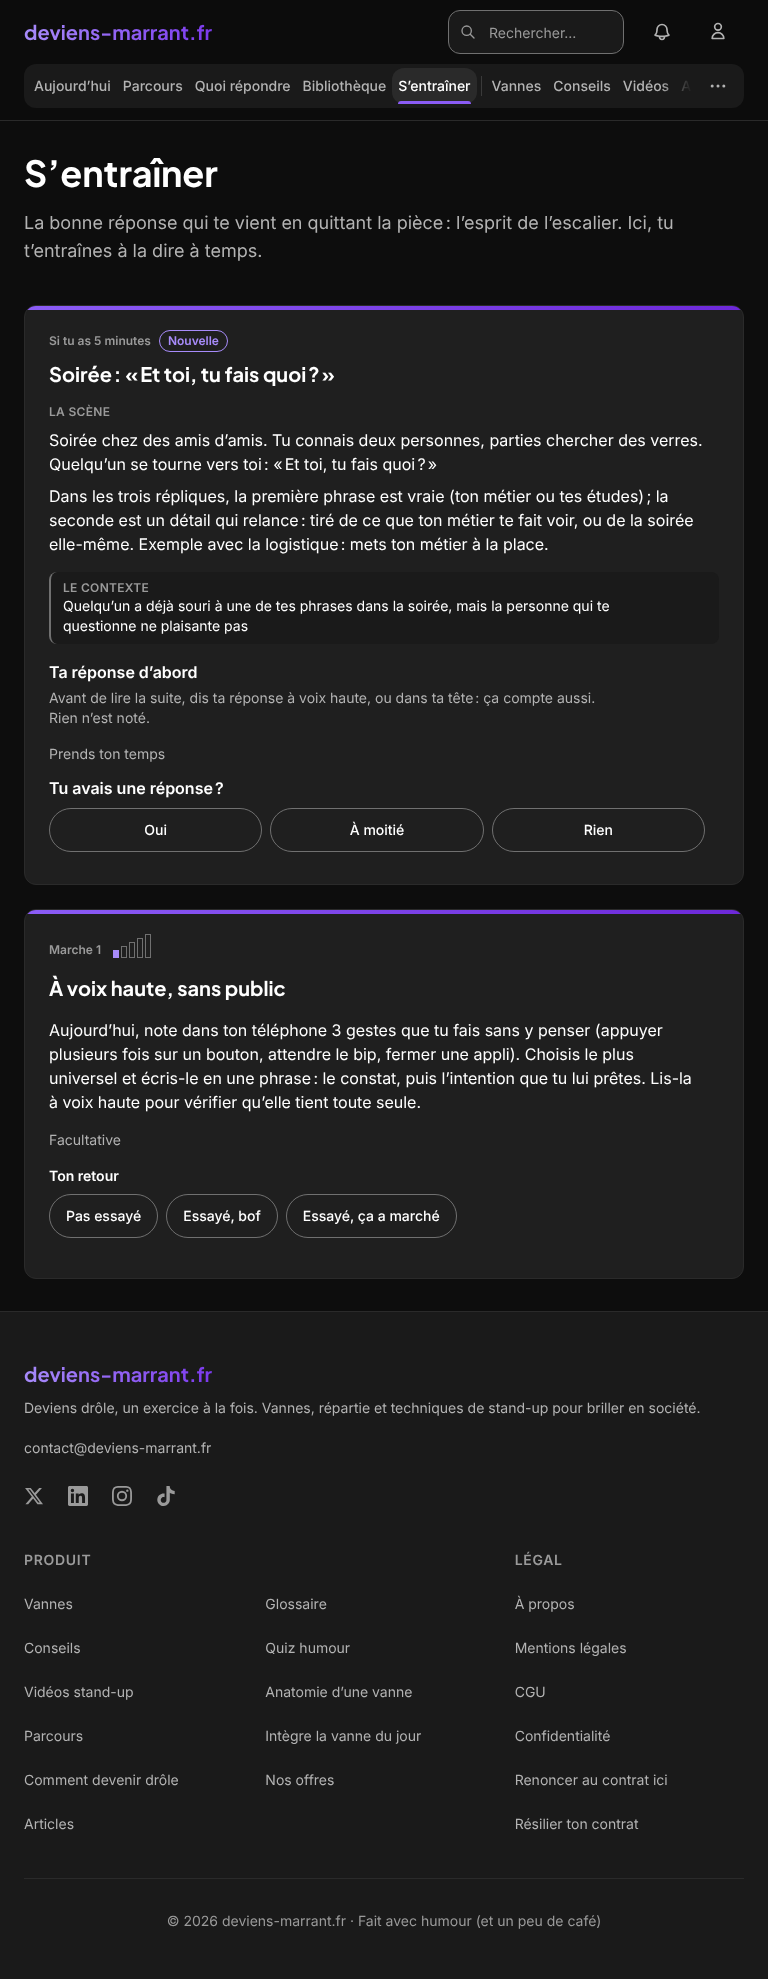 deviens-marrant.fr
Rechercher...
Aujourd’hui Parcours Quoi répondre Bibliothèque S’entraîner Vannes Conseils Vidéos
S’entraîner
La bonne réponse qui te vient en quittant la pièce : l’esprit de l’escalier. Ici, tu
t’entraînes à la dire à temps.
Si tu as 5 minutes Nouvelle
Soirée : « Et toi, tu fais quoi ? »
LA SCÈNE
Soirée chez des amis d’amis. Tu connais deux personnes, parties chercher des verres.
Quelqu’un se tourne vers toi : « Et toi, tu fais quoi ? »
Dans les trois répliques, la première phrase est vraie (ton métier ou tes études) ; la
seconde est un détail qui relance : tiré de ce que ton métier te fait voir, ou de la soirée
elle-même. Exemple avec la logistique : mets ton métier à la place.
LE CONTEXTE
Quelqu’un a déjà souri à une de tes phrases dans la soirée, mais la personne qui te
questionne ne plaisante pas
Ta réponse d’abord
Avant de lire la suite, dis ta réponse à voix haute, ou dans ta tête : ça compte aussi.
Rien n’est noté.
Prends ton temps
Tu avais une réponse ?
Oui À moitié Rien
Marche 1
À voix haute, sans public
Aujourd’hui, note dans ton téléphone 3 gestes que tu fais sans y penser (appuyer
plusieurs fois sur un bouton, attendre le bip, fermer une appli). Choisis le plus
universel et écris-le en une phrase : le constat, puis l’intention que tu lui prêtes. Lis-la
à voix haute pour vérifier qu’elle tient toute seule.
Facultative
Ton retour
Pas essayé Essayé, bof Essayé, ça a marché
deviens-marrant.fr
Deviens drôle, un exercice à la fois. Vannes, répartie et techniques de stand-up pour briller en société.
contact@deviens-marrant.fr
PRODUIT
Vannes
Conseils
Vidéos stand-up
Parcours
Comment devenir drôle
Articles
Glossaire
Quiz humour
Anatomie d’une vanne
Intègre la vanne du jour
Nos offres
LÉGAL
À propos
Mentions légales
CGU
Confidentialité
Renoncer au contrat ici
Résilier ton contrat
© 2026 deviens-marrant.fr · Fait avec humour (et un peu de café)